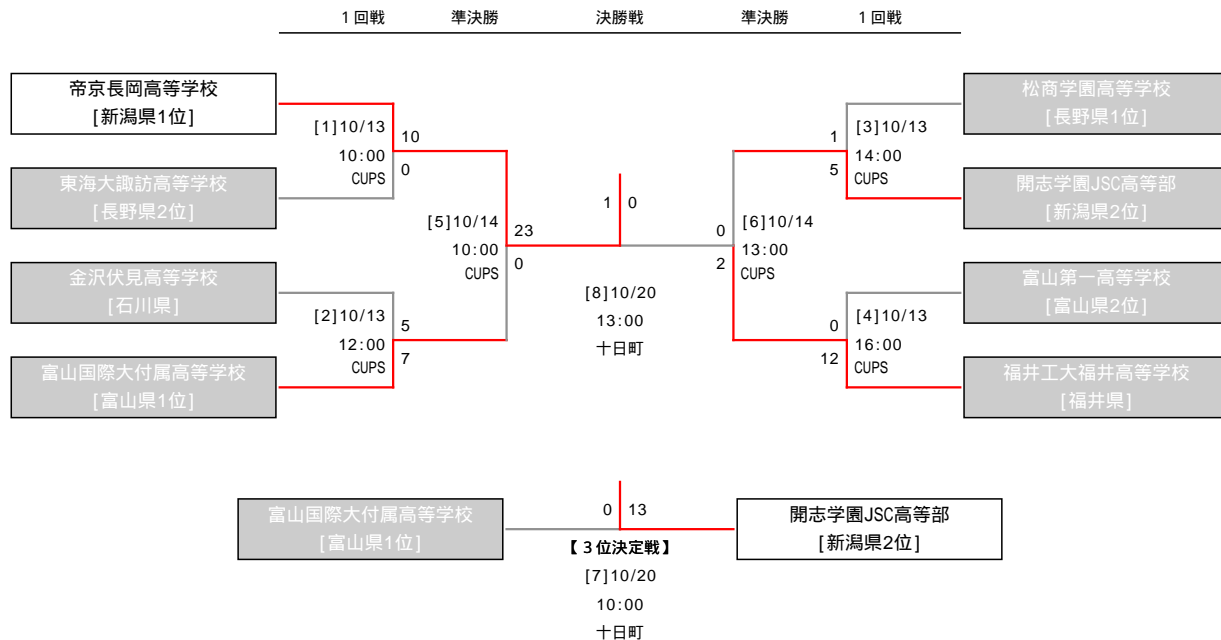 1回戦 準決勝 決勝戦 準決勝 1回戦
帝京長岡高等学校
[新潟県1位]
[1]10/13
10:00
CUPS
10
0
東海大諏訪高等学校
[長野県2位]
金沢伏見高等学校
[石川県]
[2]10/13
12:00
CUPS
5
7
富山国際大付属高等学校
[富山県1位]
[5]10/14
10:00
CUPS
23
0
1 0
[8]10/20
13:00
十日町
0
2
[6]10/14
13:00
CUPS
松商学園高等学校
[長野県1位]
1
5
[3]10/13
14:00
CUPS
開志学園JSC高等部
[新潟県2位]
富山第一高等学校
[富山県2位]
0
12
[4]10/13
16:00
CUPS
福井工大福井高等学校
[福井県]
富山国際大付属高等学校
[富山県1位]
0 13
開志学園JSC高等部
[新潟県2位]
【3位決定戦】
[7]10/20
10:00
十日町